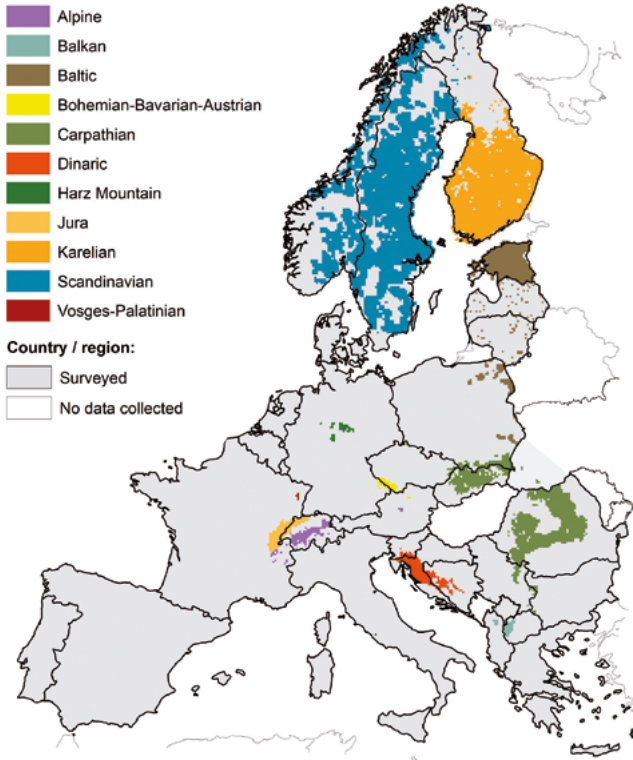 Alpine
Balkan
Baltic
Bohemian-Bavarian-Austrian
Carpathian
Dinaric
Harz Mountain
Jura
Karelian
Scandinavian
Vosges-Palatinian
Country / region:
Surveyed
No data collected